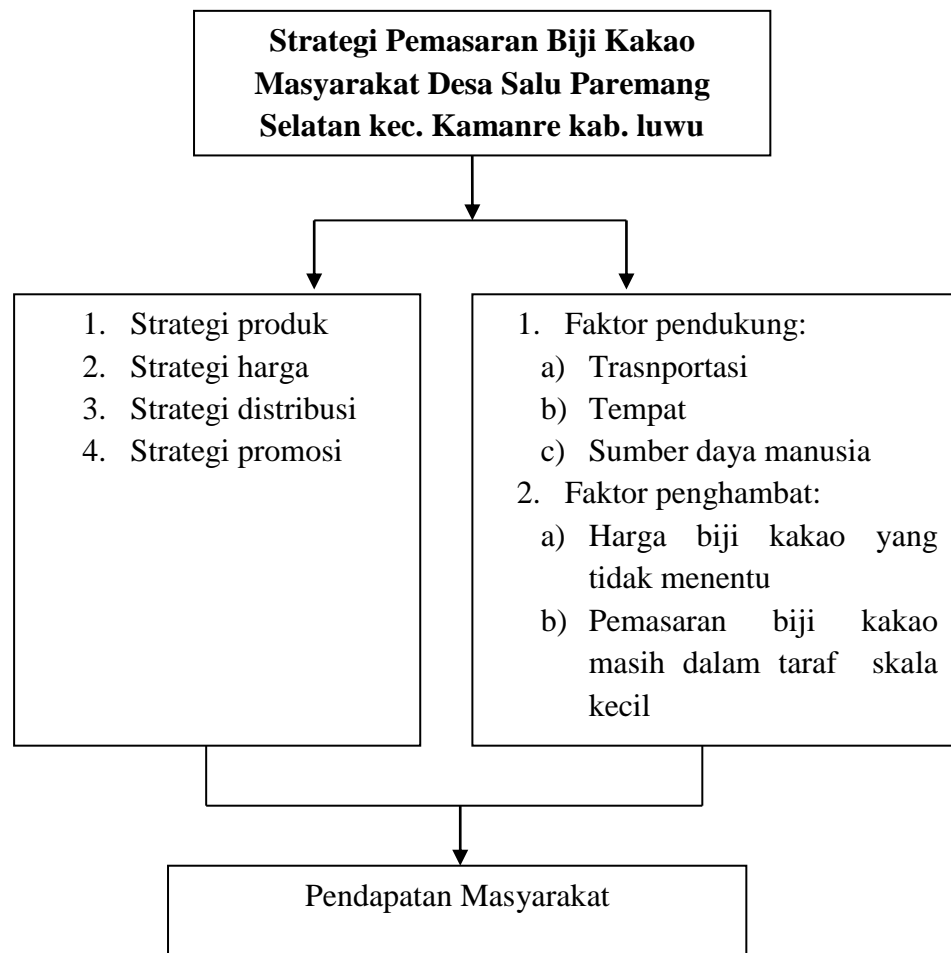 Strategi Pemasaran Biji Kakao
Masyarakat Desa Salu Paremang
Selatan kec. Kamanre kab. luwu
1. Strategi produk
2. Strategi harga
3. Strategi distribusi
4. Strategi promosi
1. Faktor pendukung:
a) Trasnportasi
b) Tempat
c) Sumber daya manusia
2. Faktor penghambat:
a) Harga biji kakao yang
tidak menentu
b) Pemasaran biji kakao
masih dalam taraf skala
kecil
Pendapatan Masyarakat